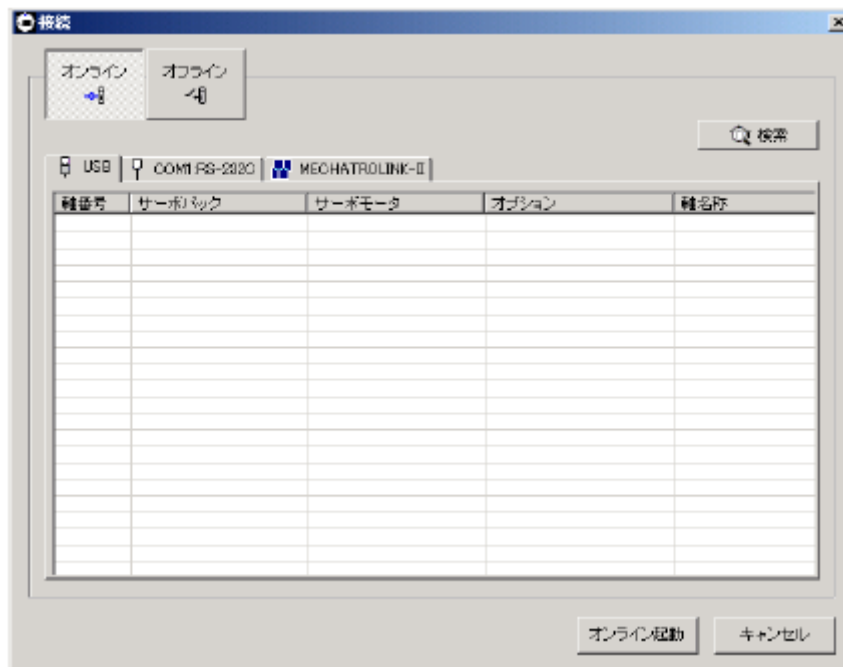 接続
オンライン オフライン
検索
USB COM1:RS-232C MECHATROLINK-II
軸番号 サーボパック サーボモータ オプション 軸名称
オンライン起動 キャンセル